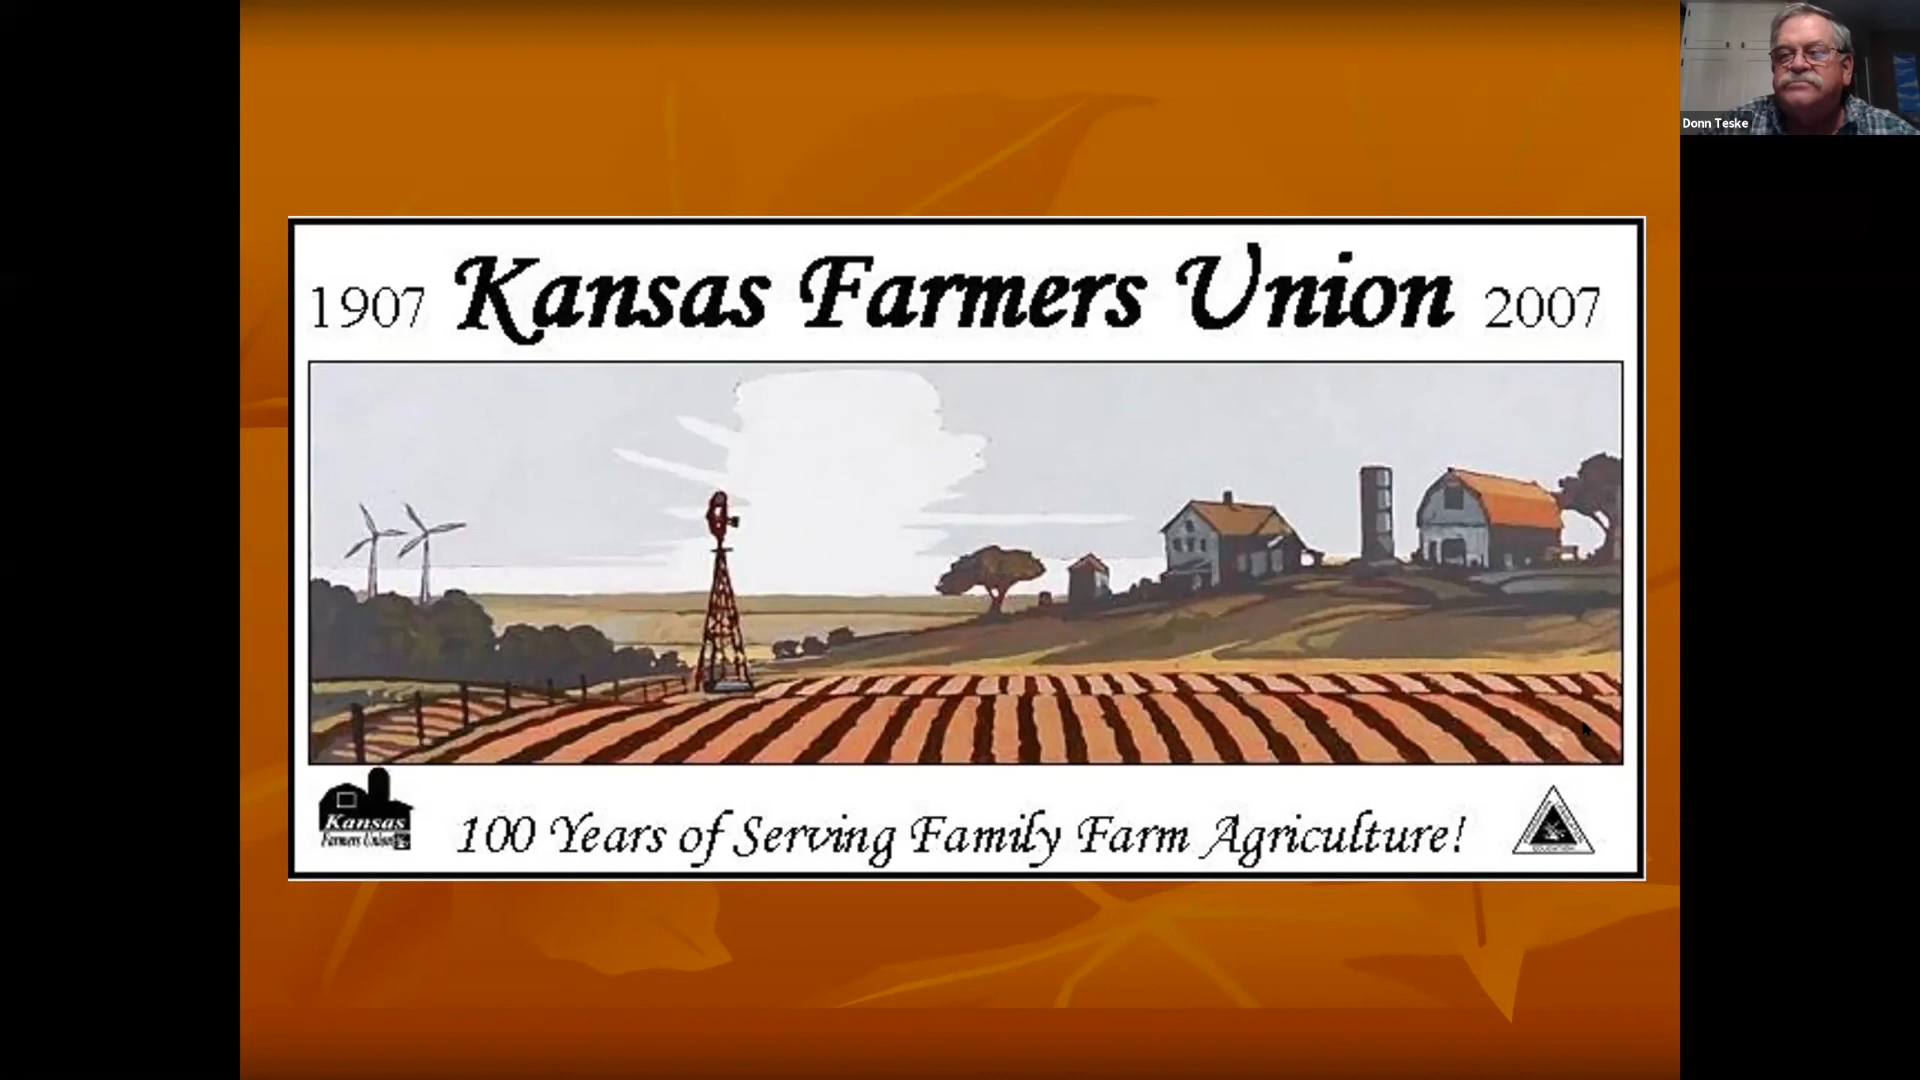 Donn Teske
1907 Kansas Farmers Union 2007
100 Years of Serving Family Farm Agriculture!
Kansas
Farmers Union